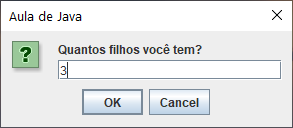 Aula de Java
Quantos filhos você tem?
3
OK Cancel